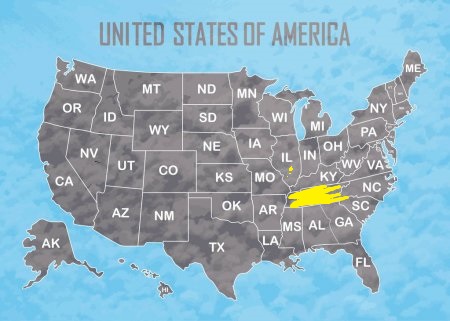 UNITED STATES OF AMERICA
WA
MT
ND
MN
ME
OR
ID
SD
WI
MI
NY
WY
IA
PA
NV
NE
IL
IN
OH
UT
CO
KS
MO
KY
WV
VA
CA
NC
AZ
NM
OK
AR
SC
MS
AL
GA
TX
LA
AK
FL
HI